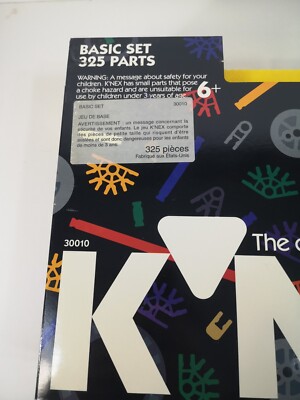 BASIC SET
325 PARTS
WARNING: A message about safety for your
children. K'NEX has small parts that pose
a choke hazard and are unsuitable for
use by children under 3 years of age.
6+
BASIC SET 30010
JEU DE BASE
AVERTISSEMENT : un message concernant la
sécurité de vos enfants. Le jeu K'NEX comporte
des pièces de petite taille qui risquent d'être
avalées et sont donc dangereuses pour les enfants
de moins de 3 ans.
325 pièces
Fabriqué aux États-Unis
30010
The
K'N